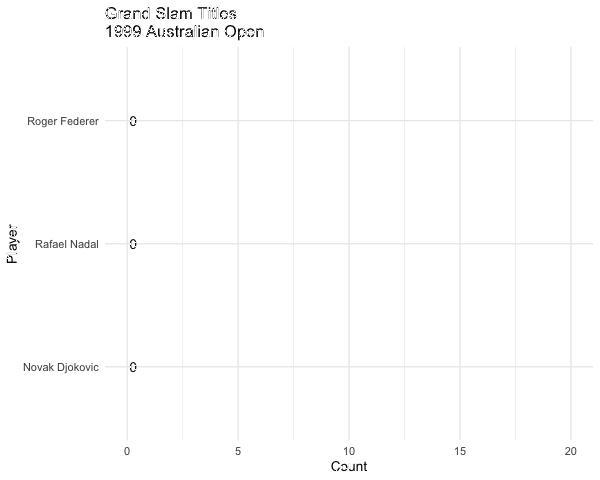 Grand Slam Titles
1999 Australian Open
Roger Federer
0
Rafael Nadal
0
Novak Djokovic
0
Player
0 5 10 15 20
Count